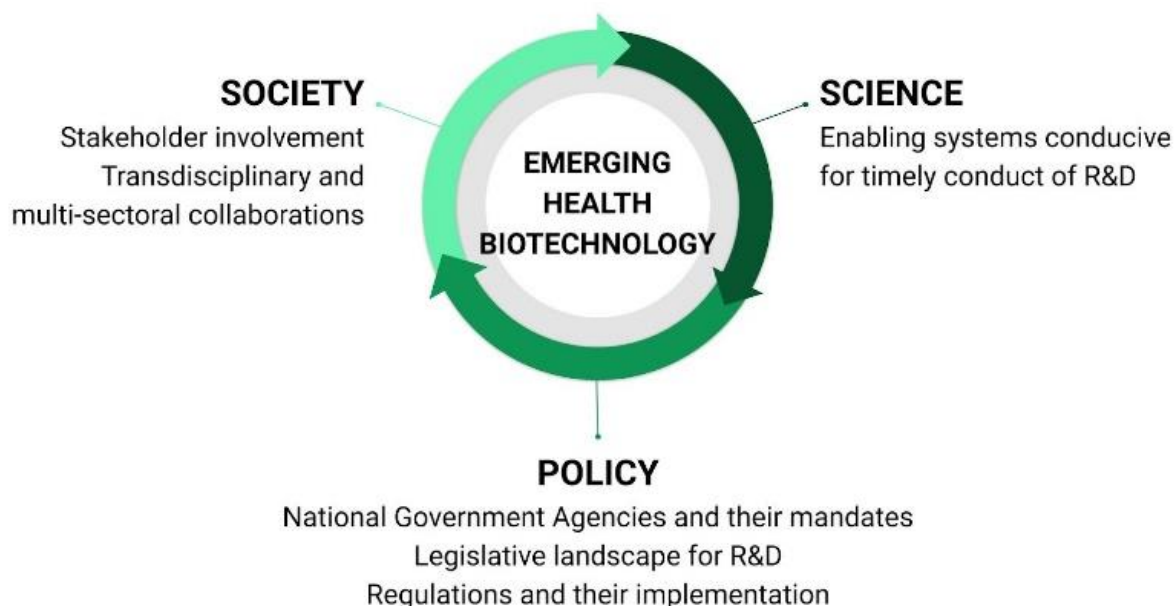 SOCIETY
Stakeholder involvement
Transdisciplinary and
multi-sectoral collaborations
EMERGING
HEALTH
BIOTECHNOLOGY
SCIENCE
Enabling systems conducive
for timely conduct of R&D
POLICY
National Government Agencies and their mandates
Legislative landscape for R&D
Regulations and their implementation